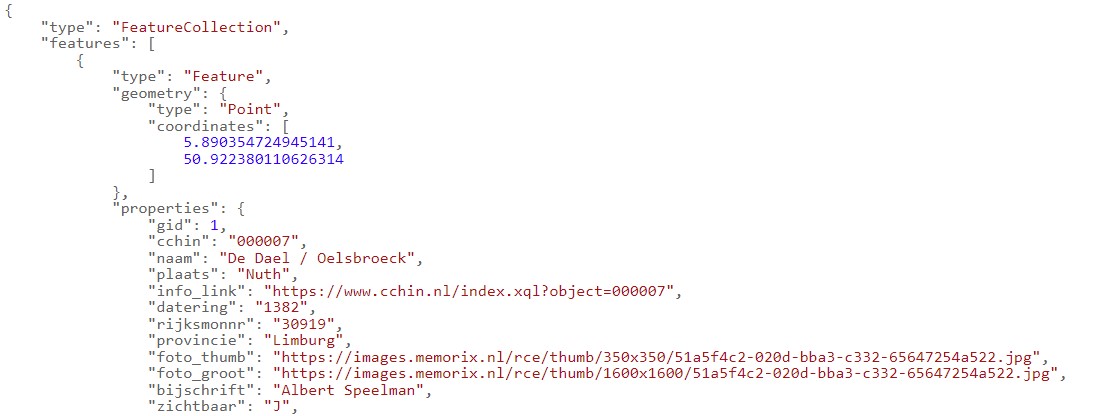 {
    "type": "FeatureCollection",
    "features": [
        {
            "type": "Feature",
            "geometry": {
                "type": "Point",
                "coordinates": [
                    5.890354724945141,
                    50.922380110626314
                ]
            },
            "properties": {
                "gid": 1,
                "cchin": "000007",
                "naam": "De Dael / Oelsbroeck",
                "plaats": "Nuth",
                "info_link": "https://www.cchin.nl/index.xql?object=000007",
                "datering": "1382",
                "rijksmonnr": "30919",
                "provincie": "Limburg",
                "foto_thumb": "https://images.memorix.nl/rce/thumb/350x350/51a5f4c2-020d-bba3-c332-65647254a522.jpg",
                "foto_groot": "https://images.memorix.nl/rce/thumb/1600x1600/51a5f4c2-020d-bba3-c332-65647254a522.jpg",
                "bijschrift": "Albert Speelman",
                "zichtbaar": "J",